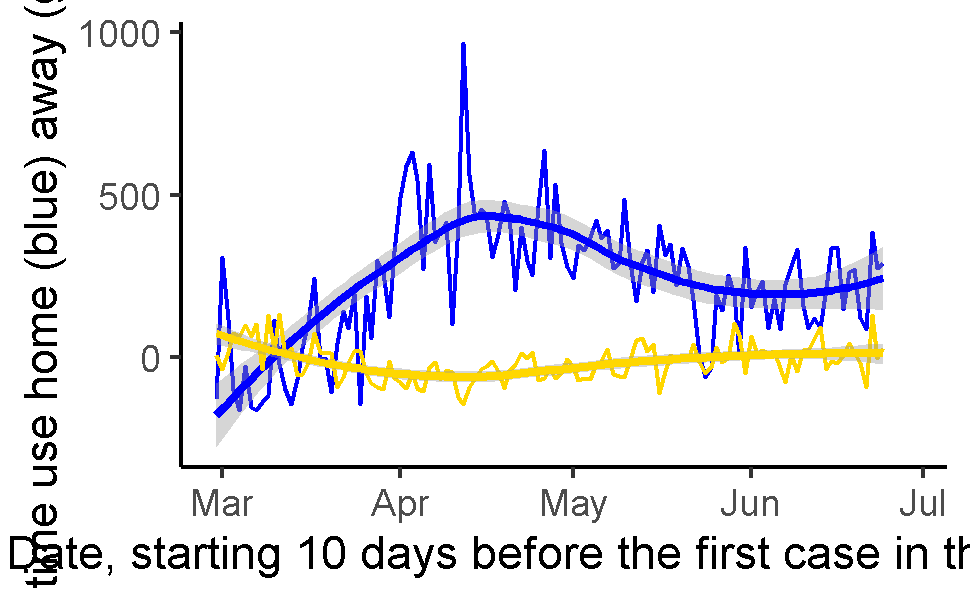 time use home (blue) away (
1000
500
0
Mar Apr May Jun Jul
Date, starting 10 days before the first case in th